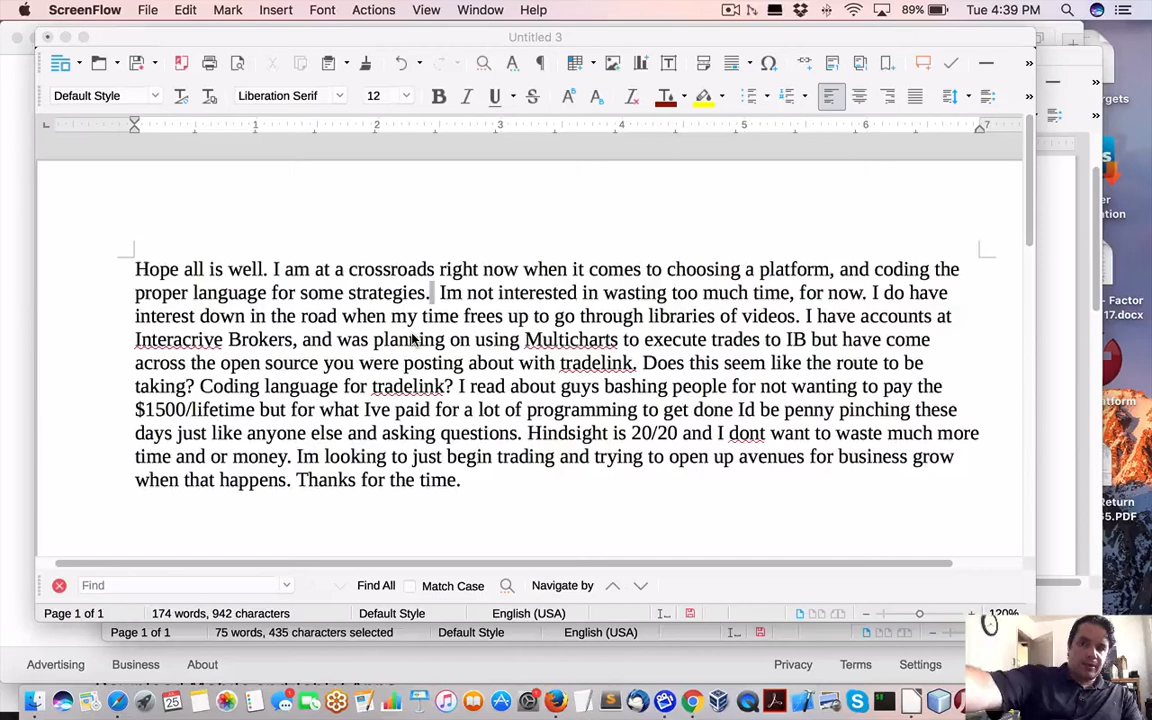 ScreenFlow File Edit Mark Insert Font Actions View Window Help 89% Tue 4:39 PM
Untitled 3
Default Style Liberation Serif 12
1 2 3 4 5 6 7
Hope all is well. I am at a crossroads right now when it comes to choosing a platform, and coding the
proper language for some strategies. Im not interested in wasting too much time, for now. I do have
interest down in the road when my time frees up to go through libraries of videos. I have accounts at
Interacrive Brokers, and was planning on using Multicharts to execute trades to IB but have come
across the open source you were posting about with tradelink. Does this seem like the route to be
taking? Coding language for tradelink? I read about guys bashing people for not wanting to pay the
$1500/lifetime but for what Ive paid for a lot of programming to get done Id be penny pinching these
days just like anyone else and asking questions. Hindsight is 20/20 and I dont want to waste much more
time and or money. Im looking to just begin trading and trying to open up avenues for business grow
when that happens. Thanks for the time.
Find Find All Match Case Navigate by
Page 1 of 1 174 words, 942 characters Default Style English (USA) 120%
Page 1 of 1 75 words, 435 characters selected Default Style English (USA)
Advertising Business About Privacy Terms Settings
argets
- Factor
17.docx
Return